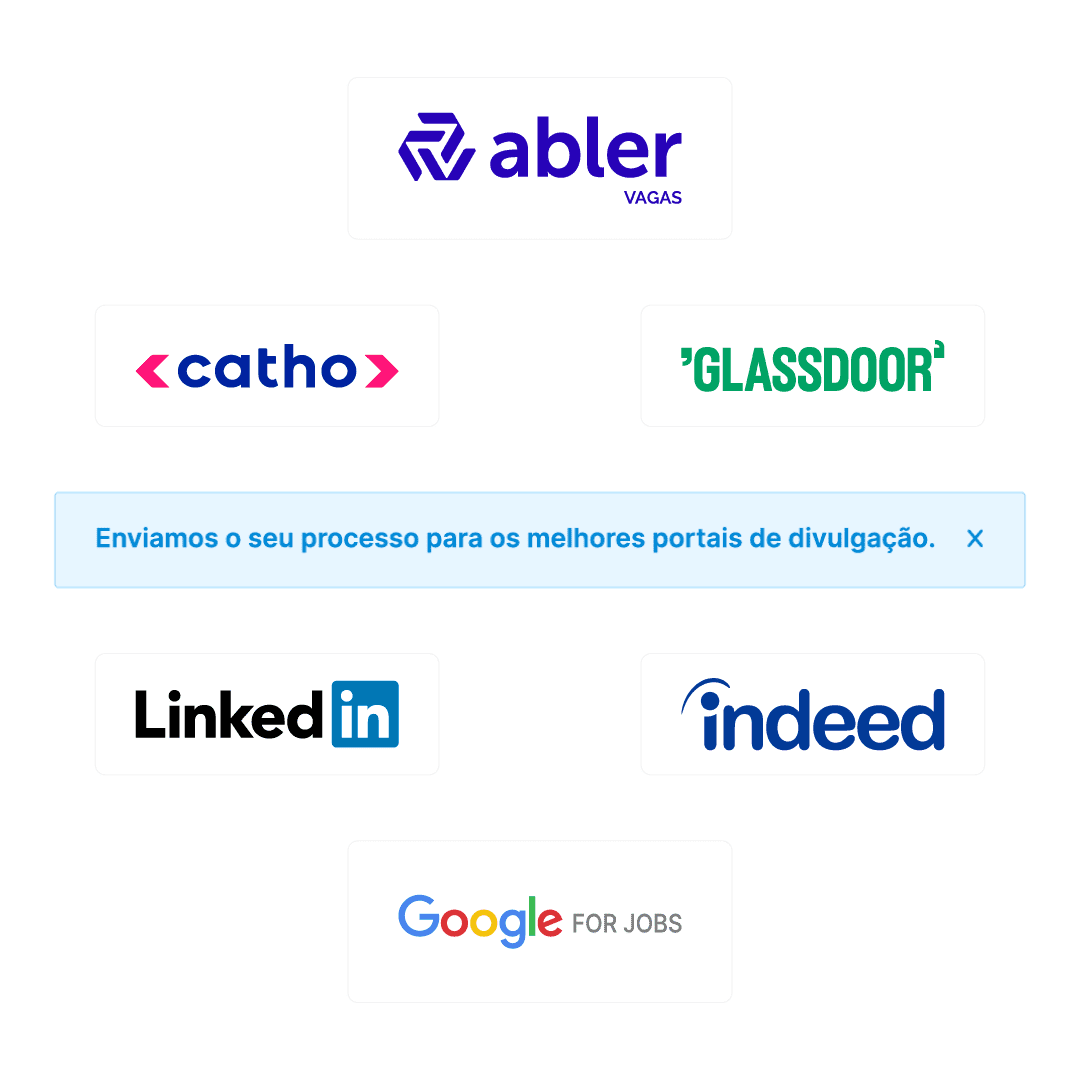 abler
VAGAS
catho
GLASSDOOR
Enviamos o seu processo para os melhores portais de divulgação.
Linked in
indeed
Google FOR JOBS